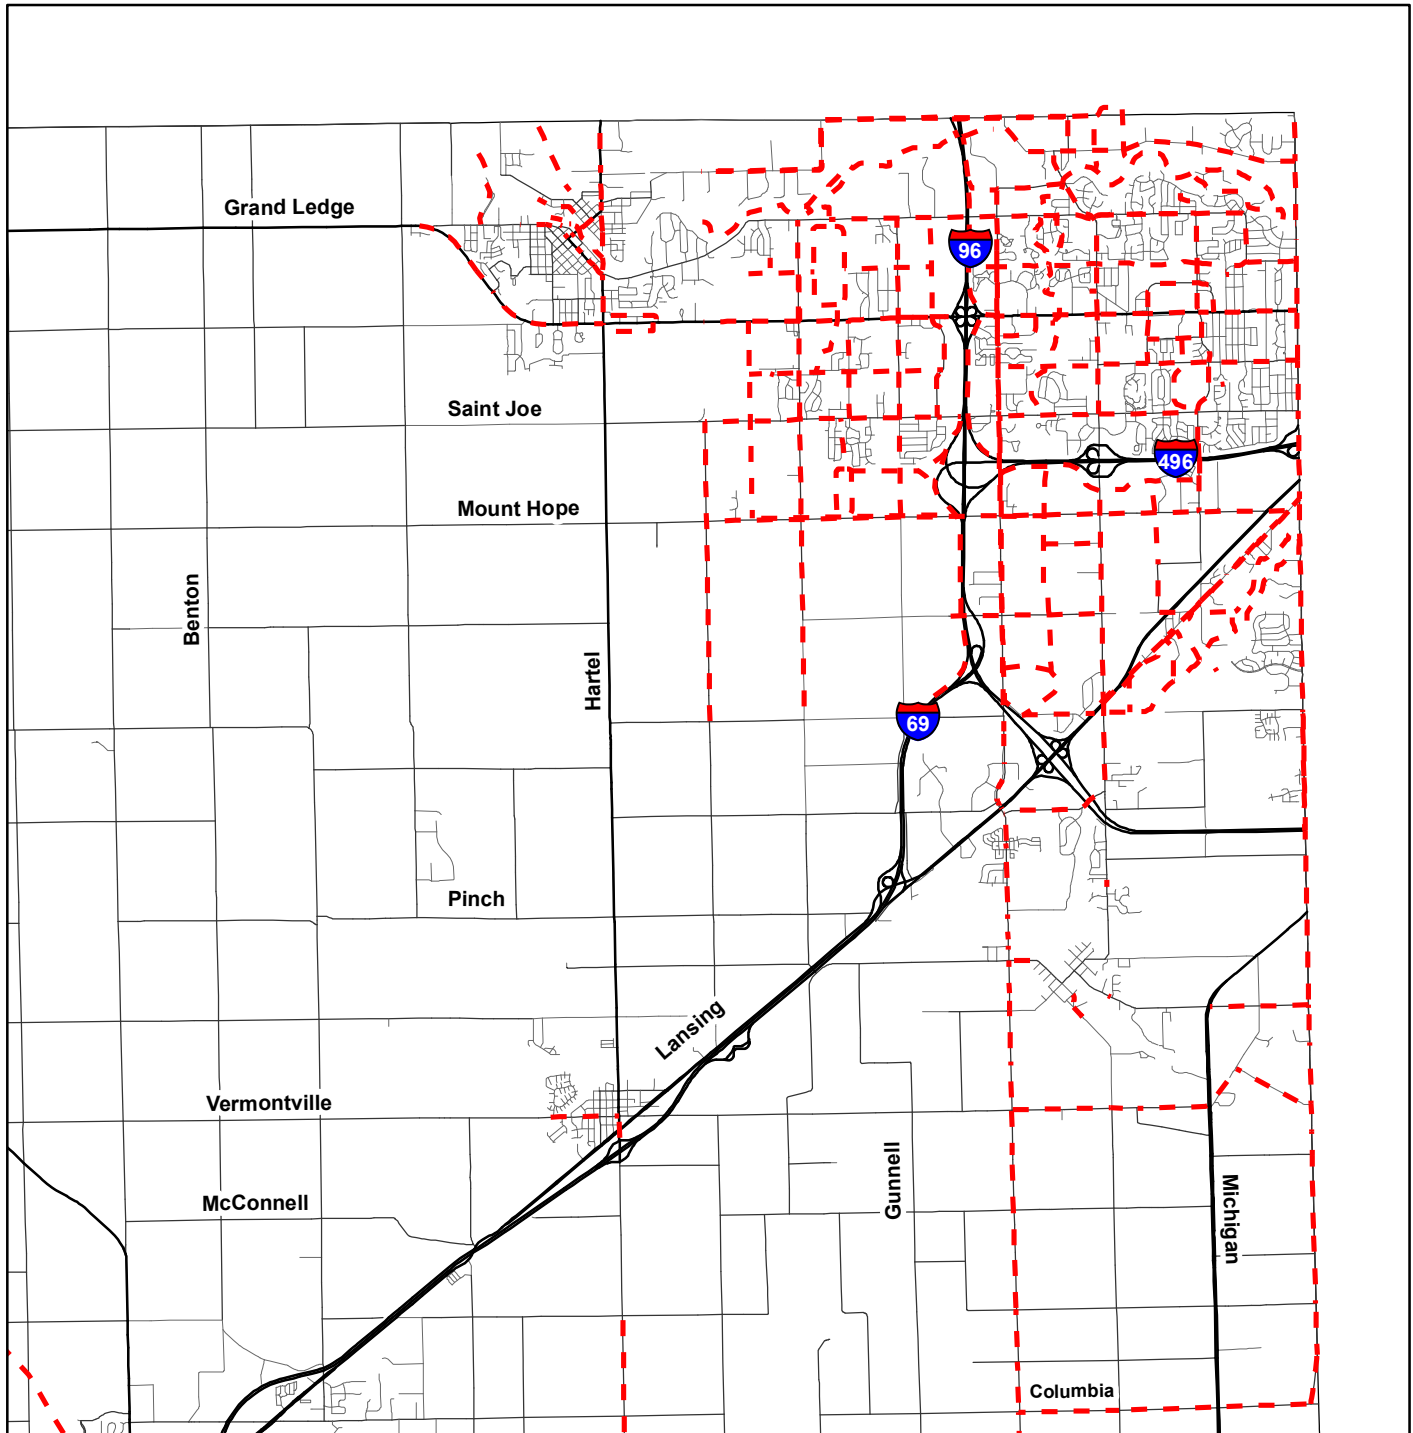 Grand Ledge
96
Saint Joe
496
Mount Hope
Benton
Hartel
69
Pinch
Lansing
Vermontville
Gunnell
McConnell
Michigan
Columbia